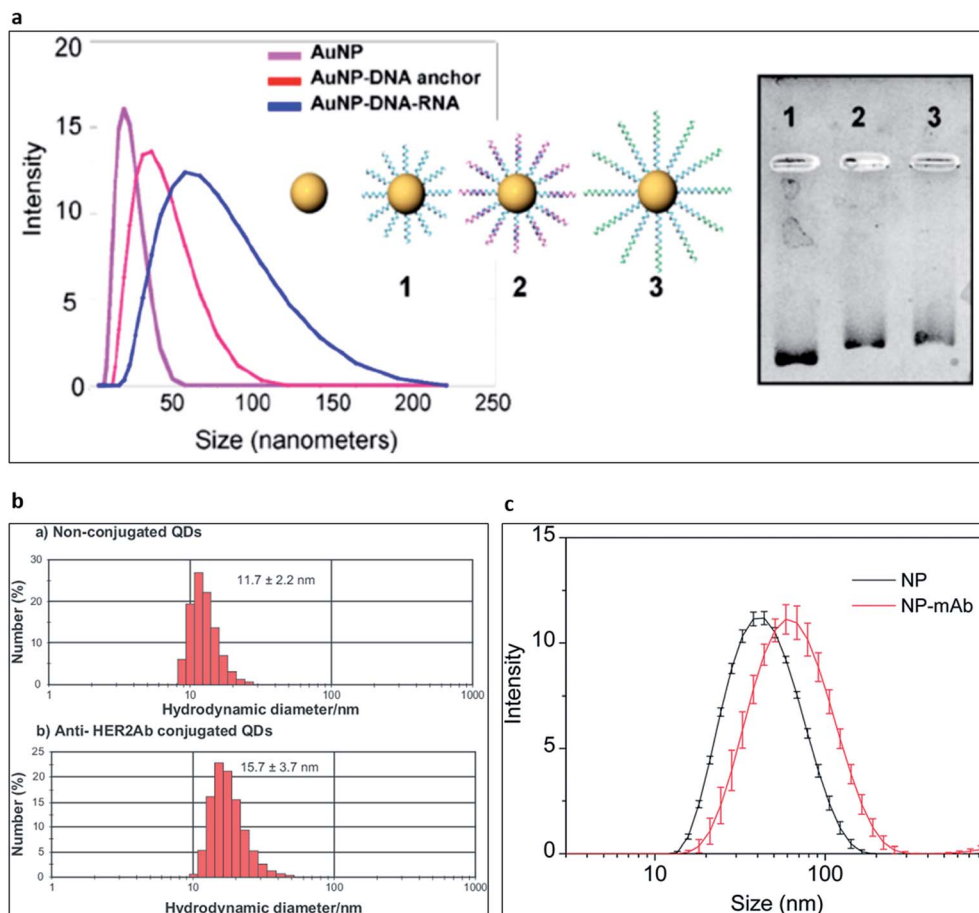 a
20
15
10
5
0
Intensity
AuNP
AuNP-DNA anchor
AuNP-DNA-RNA
50
100
150
200
250
Size (nanometers)
1
2
3
1
2
3
b
a) Non-conjugated QDs
30
20
10
0
Number (%)
11.7 ± 2.2 nm
1
10
100
1000
Hydrodynamic diameter/nm
b) Anti- HER2Ab conjugated QDs
25
20
15
10
5
0
Number (%)
15.7 ± 3.7 nm
1
10
100
1000
Hydrodynamic diameter/nm
c
15
10
5
0
Intensity
NP
NP-mAb
10
100
Size (nm)